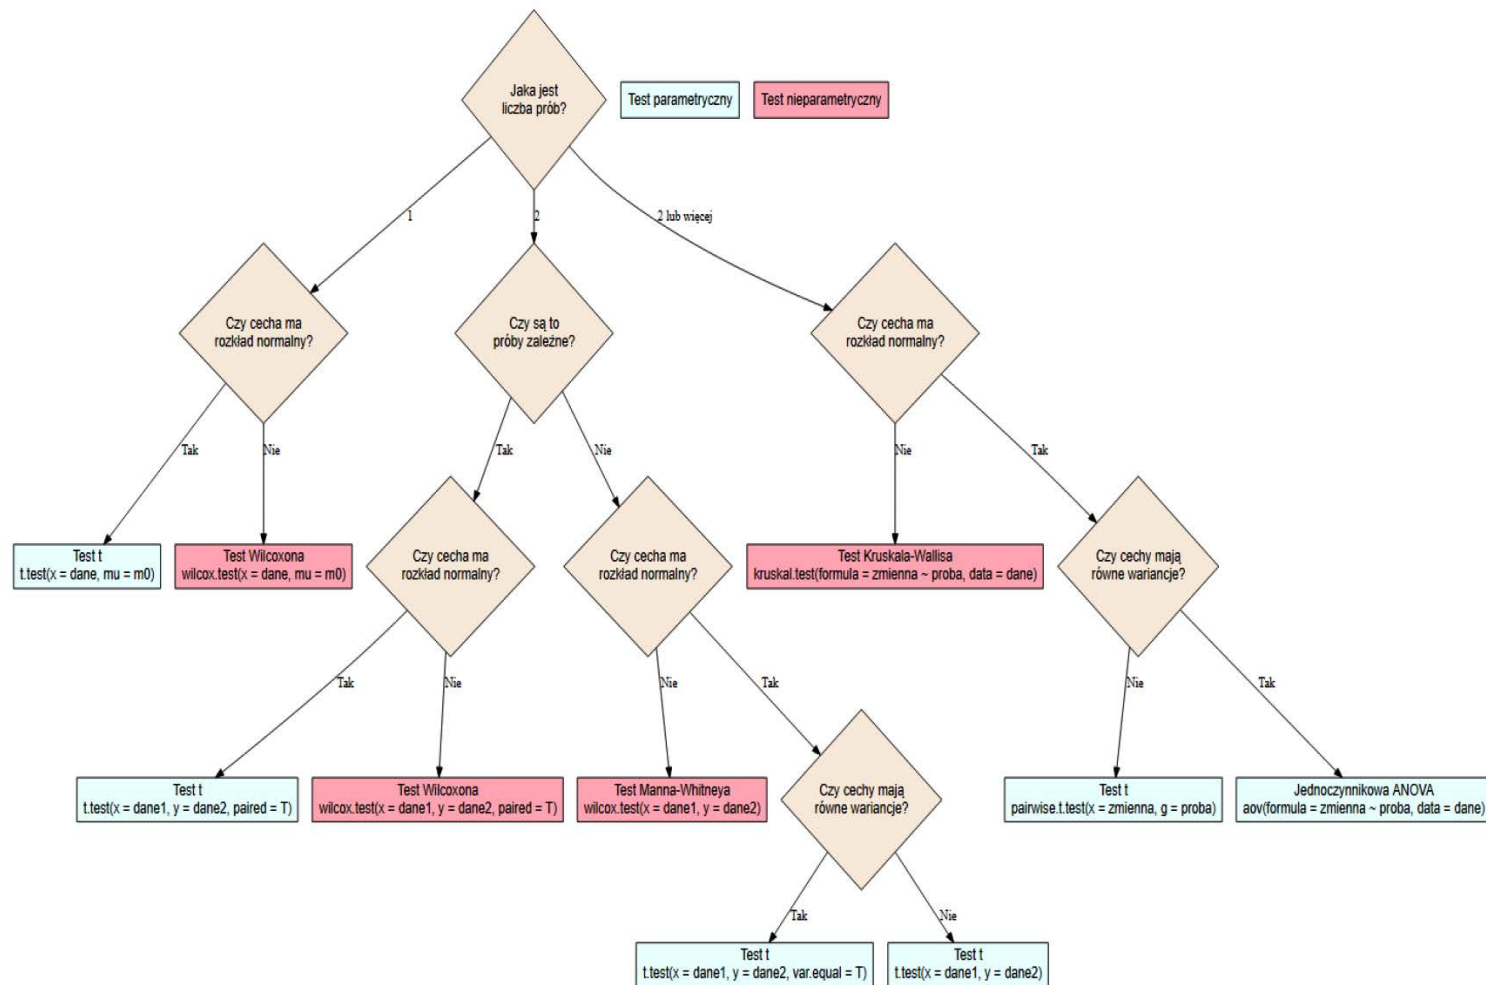 Jaka jest
liczba prób?
Test parametryczny
Test nieparametryczny
1
2
2 lub więcej
Czy cecha ma
rozkład normalny?
Czy są to
próby zależne?
Czy cecha ma
rozkład normalny?
Tak
Nie
Tak
Nie
Nie
Tak
Test t
t.test(x = dane, mu = m0)
Test Wilcoxona
wilcox.test(x = dane, mu = m0)
Czy cecha ma
rozkład normalny?
Czy cecha ma
rozkład normalny?
Test Kruskala-Wallisa
kruskal.test(formula = zmienna ~ proba, data = dane)
Czy cechy mają
równe wariancje?
Tak
Nie
Nie
Tak
Nie
Tak
Test t
t.test(x = dane1, y = dane2, paired = T)
Test Wilcoxona
wilcox.test(x = dane1, y = dane2, paired = T)
Test Manna-Whitneya
wilcox.test(x = dane1, y = dane2)
Czy cechy mają
równe wariancje?
Test t
pairwise.t.test(x = zmienna, g = proba)
Jednoczynnikowa ANOVA
aov(formula = zmienna ~ proba, data = dane)
Tak
Nie
Test t
t.test(x = dane1, y = dane2, var.equal = T)
Test t
t.test(x = dane1, y = dane2)